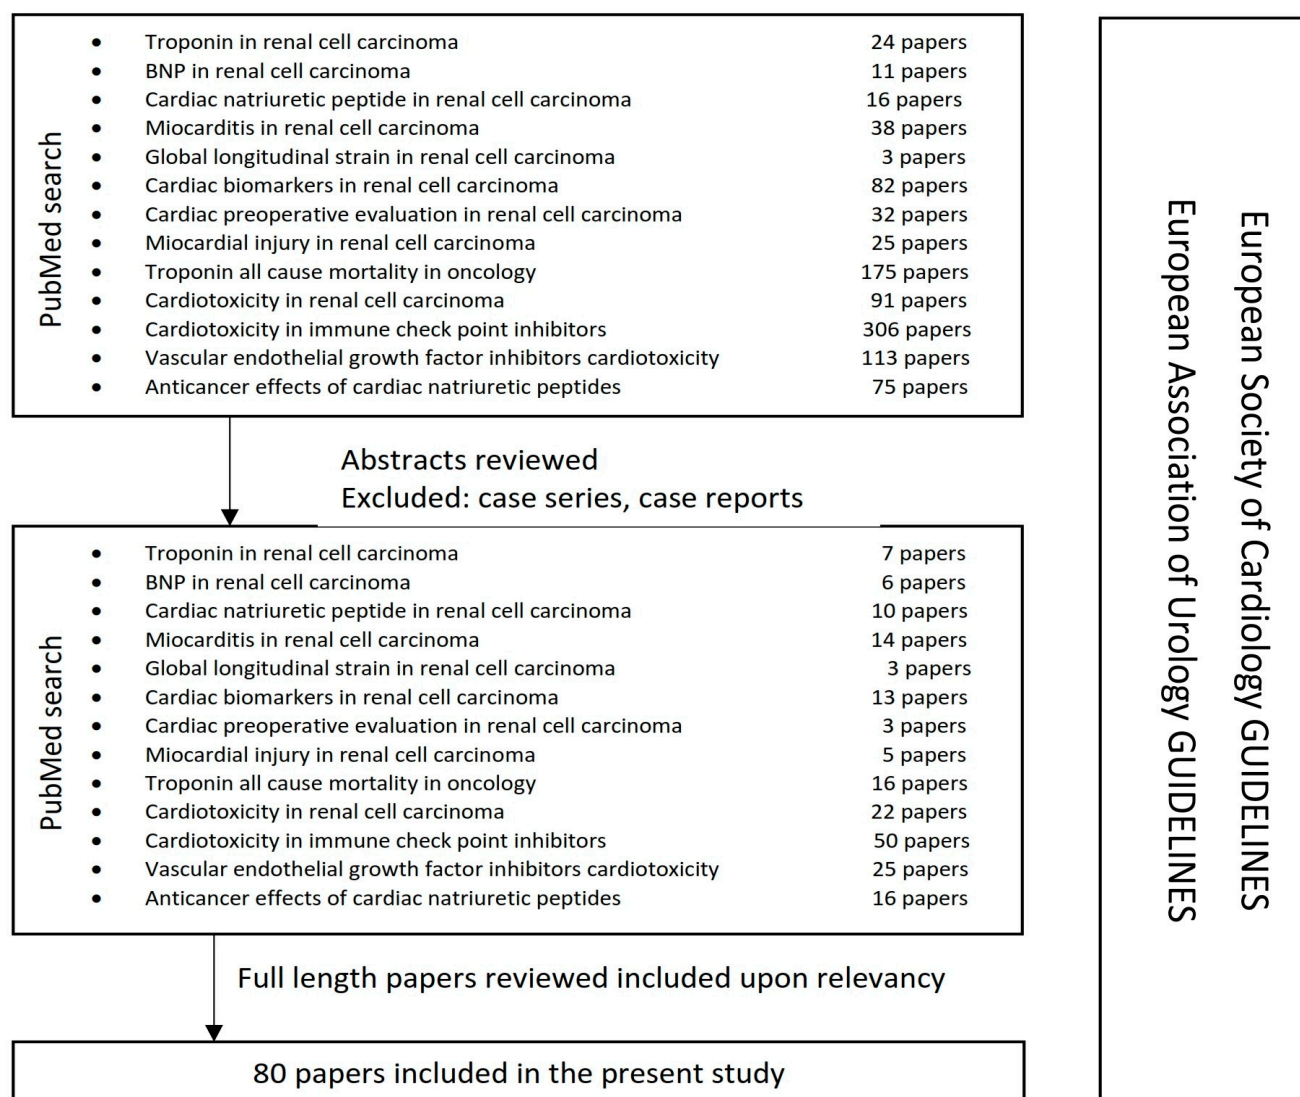 PubMed search
• Troponin in renal cell carcinoma 24 papers
• BNP in renal cell carcinoma 11 papers
• Cardiac natriuretic peptide in renal cell carcinoma 16 papers
• Miocarditis in renal cell carcinoma 38 papers
• Global longitudinal strain in renal cell carcinoma 3 papers
• Cardiac biomarkers in renal cell carcinoma 82 papers
• Cardiac preoperative evaluation in renal cell carcinoma 32 papers
• Miocardial injury in renal cell carcinoma 25 papers
• Troponin all cause mortality in oncology 175 papers
• Cardiotoxicity in renal cell carcinoma 91 papers
• Cardiotoxicity in immune check point inhibitors 306 papers
• Vascular endothelial growth factor inhibitors cardiotoxicity 113 papers
• Anticancer effects of cardiac natriuretic peptides 75 papers
Abstracts reviewed
Excluded: case series, case reports
PubMed search
• Troponin in renal cell carcinoma 7 papers
• BNP in renal cell carcinoma 6 papers
• Cardiac natriuretic peptide in renal cell carcinoma 10 papers
• Miocarditis in renal cell carcinoma 14 papers
• Global longitudinal strain in renal cell carcinoma 3 papers
• Cardiac biomarkers in renal cell carcinoma 13 papers
• Cardiac preoperative evaluation in renal cell carcinoma 3 papers
• Miocardial injury in renal cell carcinoma 5 papers
• Troponin all cause mortality in oncology 16 papers
• Cardiotoxicity in renal cell carcinoma 22 papers
• Cardiotoxicity in immune check point inhibitors 50 papers
• Vascular endothelial growth factor inhibitors cardiotoxicity 25 papers
• Anticancer effects of cardiac natriuretic peptides 16 papers
Full length papers reviewed included upon relevancy
80 papers included in the present study
European Society of Cardiology GUIDELINES
European Association of Urology GUIDELINES